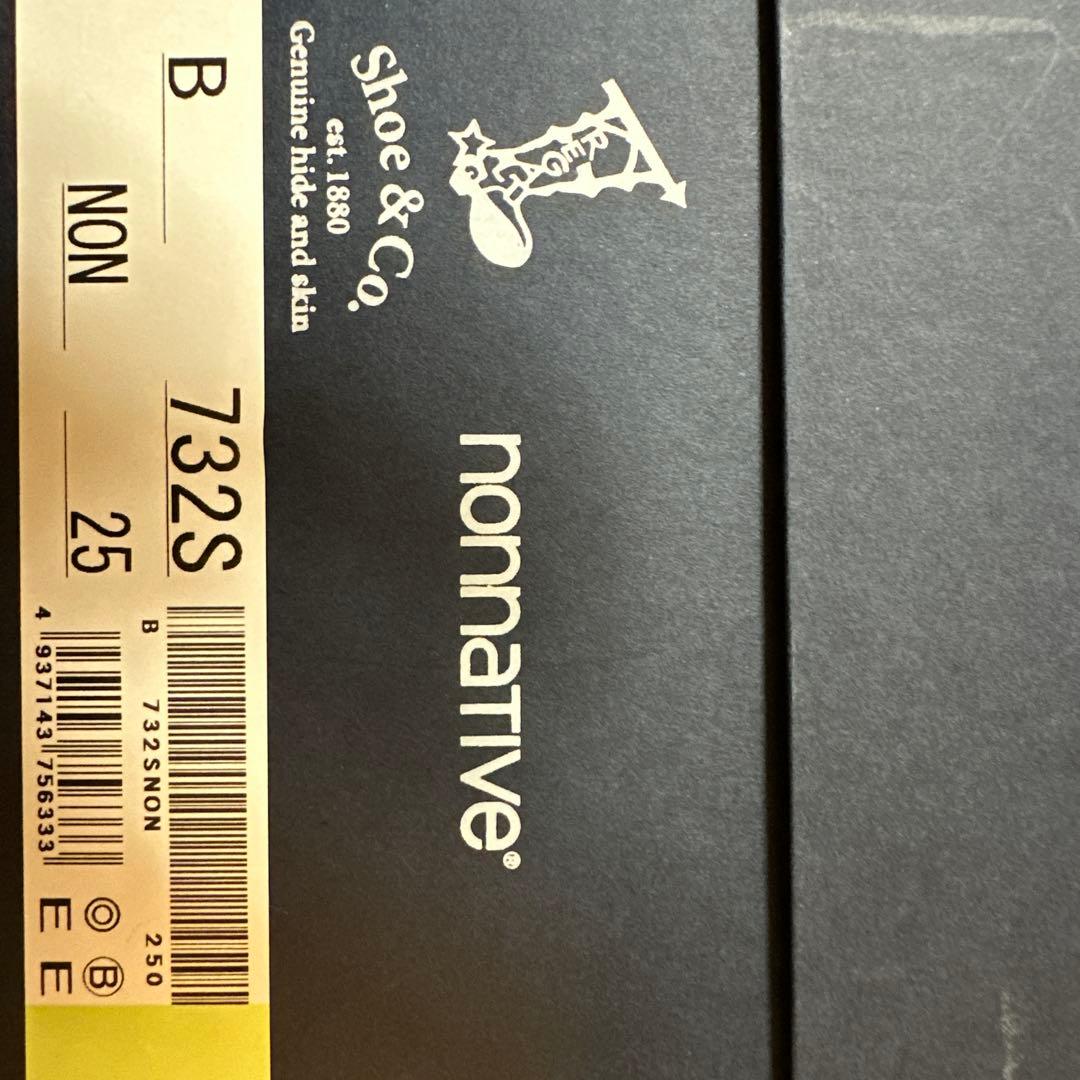 REGAL
Shoe & Co.
est. 1880
Genuine hide and skin
nonnative®
B 732S
NON 25
B 732SNON 250
4 937143 756333
◎ Ⓑ
E E